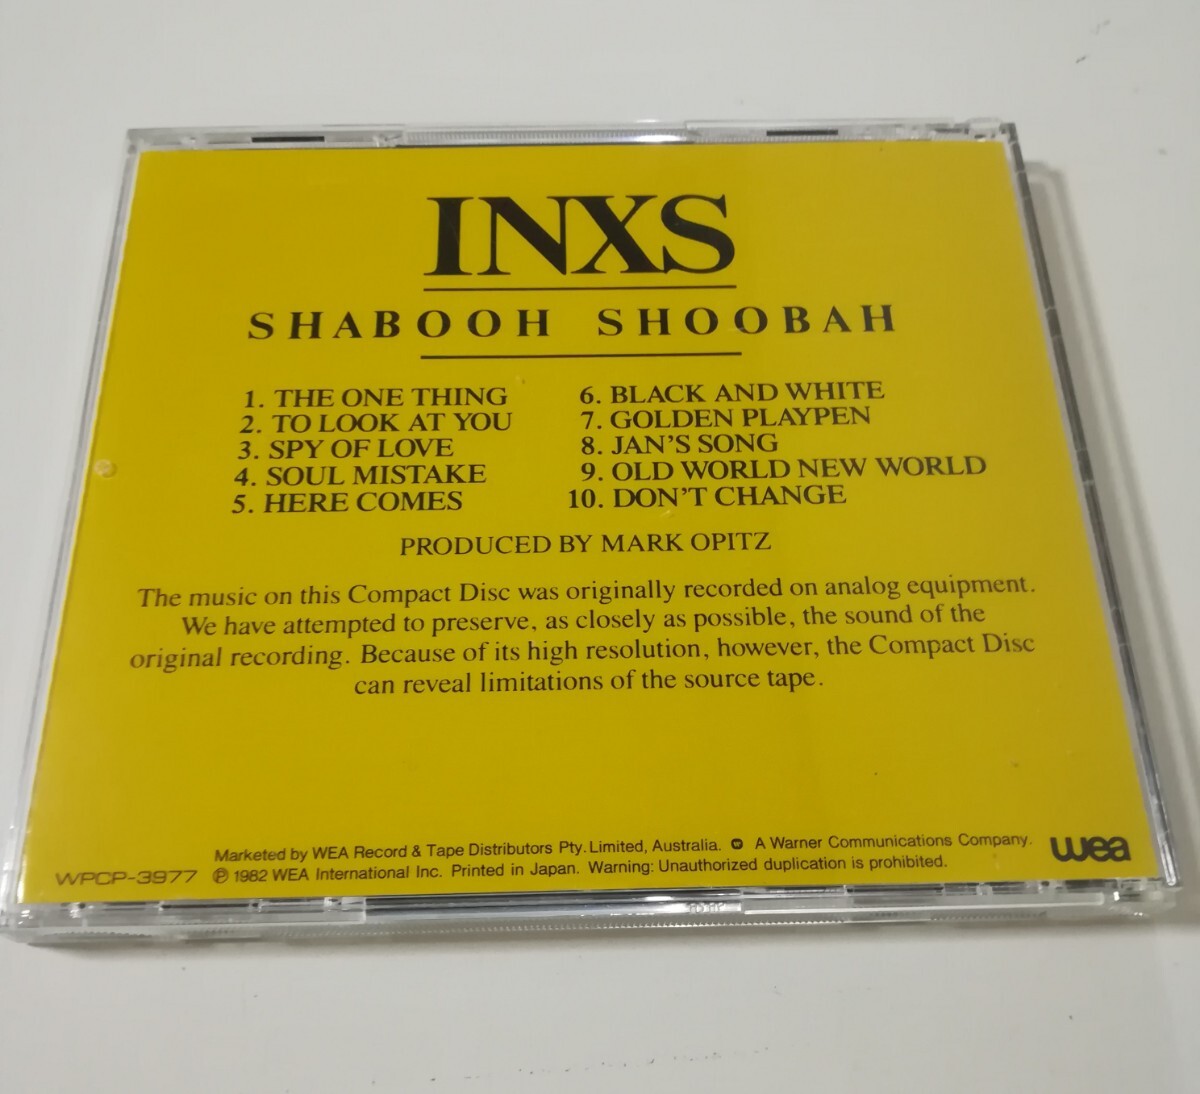 INXS
SHABOOH SHOOBAH
1. THE ONE THING
2. TO LOOK AT YOU
3. SPY OF LOVE
4. SOUL MISTAKE
5. HERE COMES
6. BLACK AND WHITE
7. GOLDEN PLAYPEN
8. JAN'S SONG
9. OLD WORLD NEW WORLD
10. DON'T CHANGE
PRODUCED BY MARK OPITZ
The music on this Compact Disc was originally recorded on analog equipment.
We have attempted to preserve, as closely as possible, the sound of the
original recording. Because of its high resolution, however, the Compact Disc
can reveal limitations of the source tape.
Marketed by WEA Record & Tape Distributors Pty. Limited, Australia. A Warner Communications Company.
WPCP-3977 ℗ 1982 WEA International Inc. Printed in Japan. Warning: Unauthorized duplication is prohibited.
wea